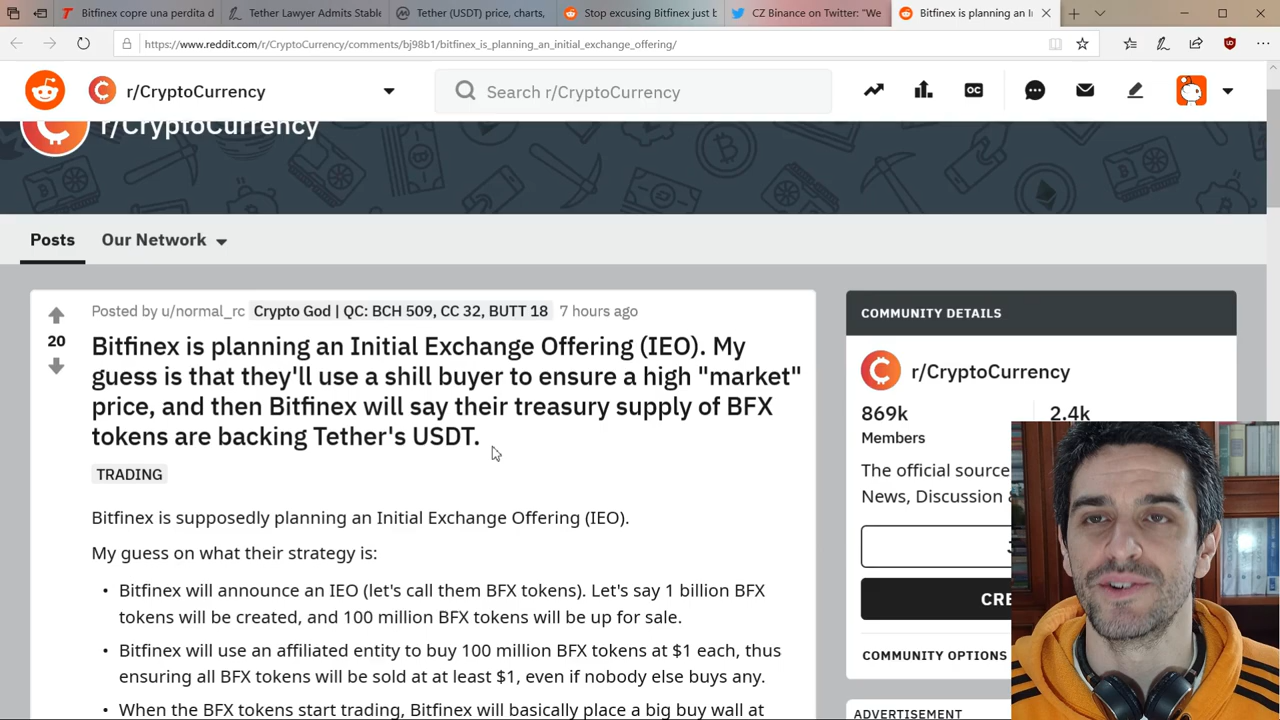 Bitfinex copre una perdita d
Tether Lawyer Admits Stable
Tether (USDT) price, charts,
Stop excusing Bitfinex just b
CZ Binance on Twitter: "We
Bitfinex is planning an I
https://www.reddit.com/r/CryptoCurrency/comments/bj98b1/bitfinex_is_planning_an_initial_exchange_offering/
r/CryptoCurrency
Search r/CryptoCurrency
OC
r/CryptoCurrency
Posts
Our Network
Posted by u/normal_rc Crypto God | QC: BCH 509, CC 32, BUTT 18 7 hours ago
20
Bitfinex is planning an Initial Exchange Offering (IEO). My
guess is that they'll use a shill buyer to ensure a high "market"
price, and then Bitfinex will say their treasury supply of BFX
tokens are backing Tether's USDT.
TRADING
Bitfinex is supposedly planning an Initial Exchange Offering (IEO).
My guess on what their strategy is:
• Bitfinex will announce an IEO (let's call them BFX tokens). Let's say 1 billion BFX
tokens will be created, and 100 million BFX tokens will be up for sale.
• Bitfinex will use an affiliated entity to buy 100 million BFX tokens at $1 each, thus
ensuring all BFX tokens will be sold at at least $1, even if nobody else buys any.
• When the BFX tokens start trading, Bitfinex will basically place a big buy wall at
COMMUNITY DETAILS
r/CryptoCurrency
869k
2.4k
Members
The official source
News, Discussion
CRE
COMMUNITY OPTIONS
ADVERTISEMENT